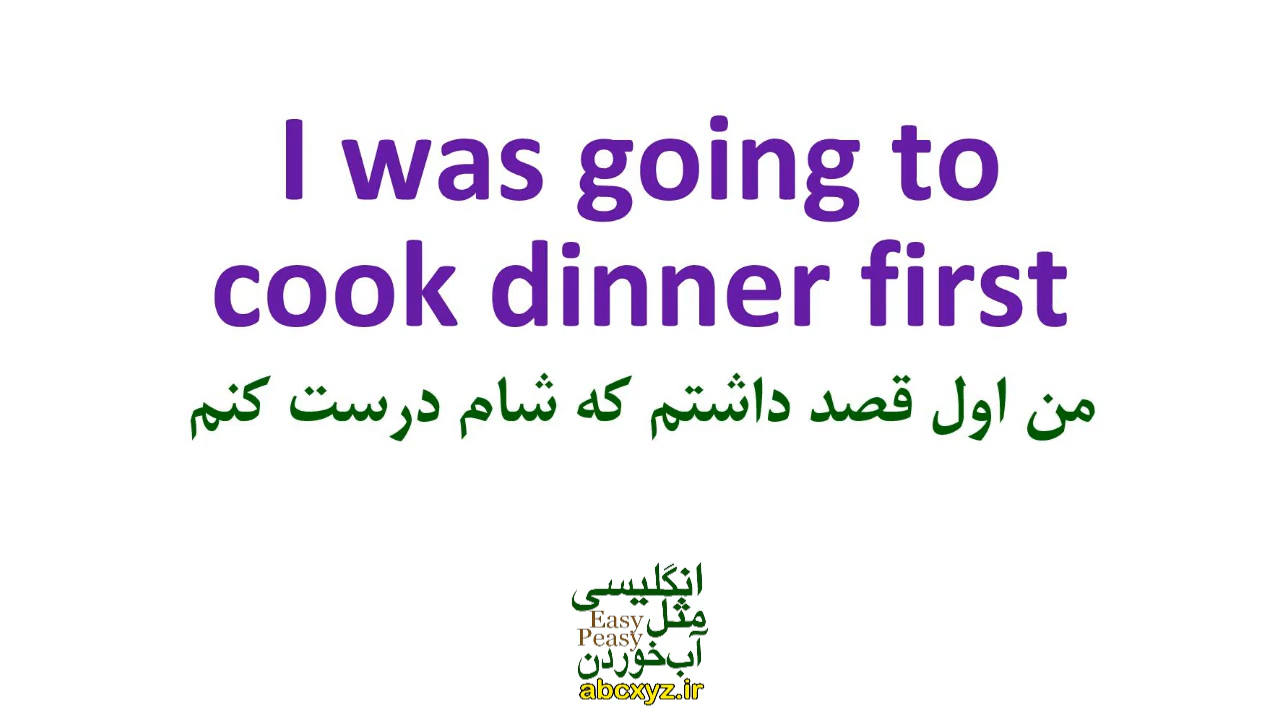 I was going to
cook dinner first
من اول قصد داشتم که شام درست کنم
انگلیسی
مثل
Easy
Peasy
آب‌خوردن
abcxyz.ir